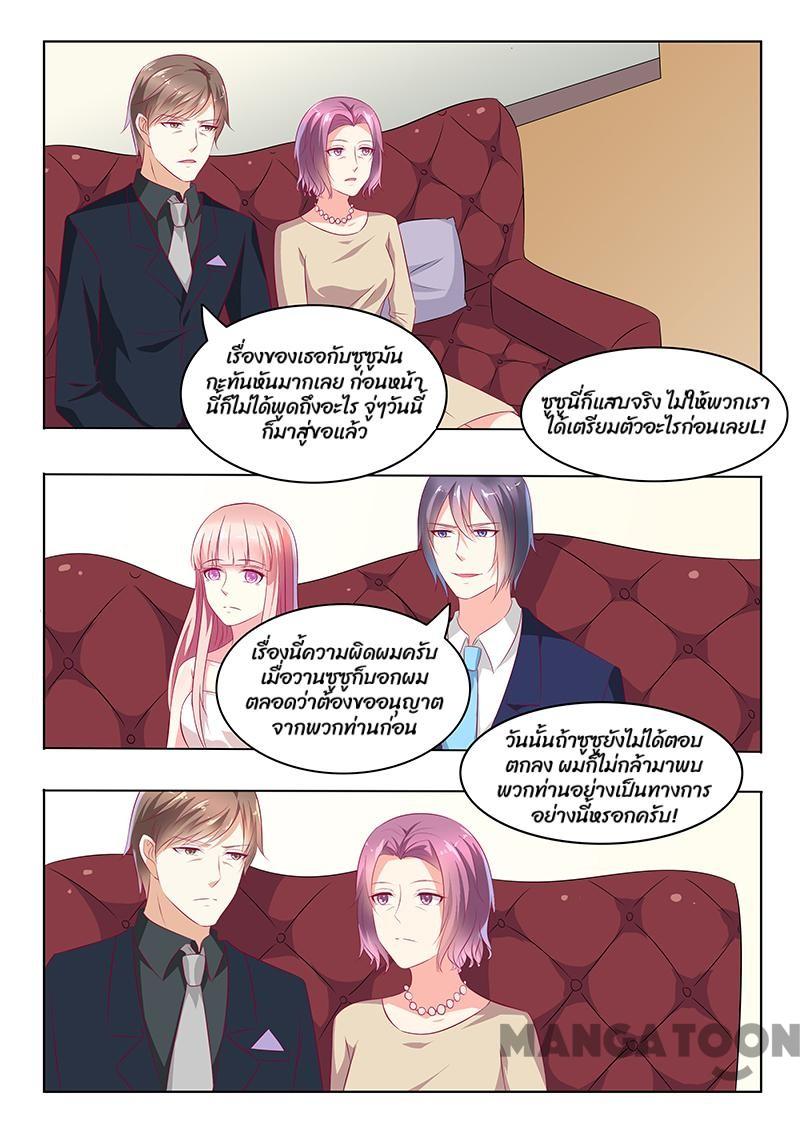 เรื่องของเธอกับซูซูมัน
กะทันหันมากเลย ก่อนหน้า
นี้ก็ไม่ได้พูดถึงอะไร จู่ๆวันนี้
ก็มาสู่ขอแล้ว
ซูซูนี่ก็แสบจริง ไม่ให้พวกเรา
ได้เตรียมตัวอะไรก่อนเลยL!
เรื่องนี้ความผิดผมครับ
เมื่อวานซูซูก็บอกผม
ตลอดว่าต้องขออนุญาต
จากพวกท่านก่อน
วันนั้นถ้าซูซูยังไม่ได้ตอบ
ตกลง ผมก็ไม่กล้ามาพบ
พวกท่านอย่างเป็นทางการ
อย่างนี้หรอกครับ!
MANGATOON